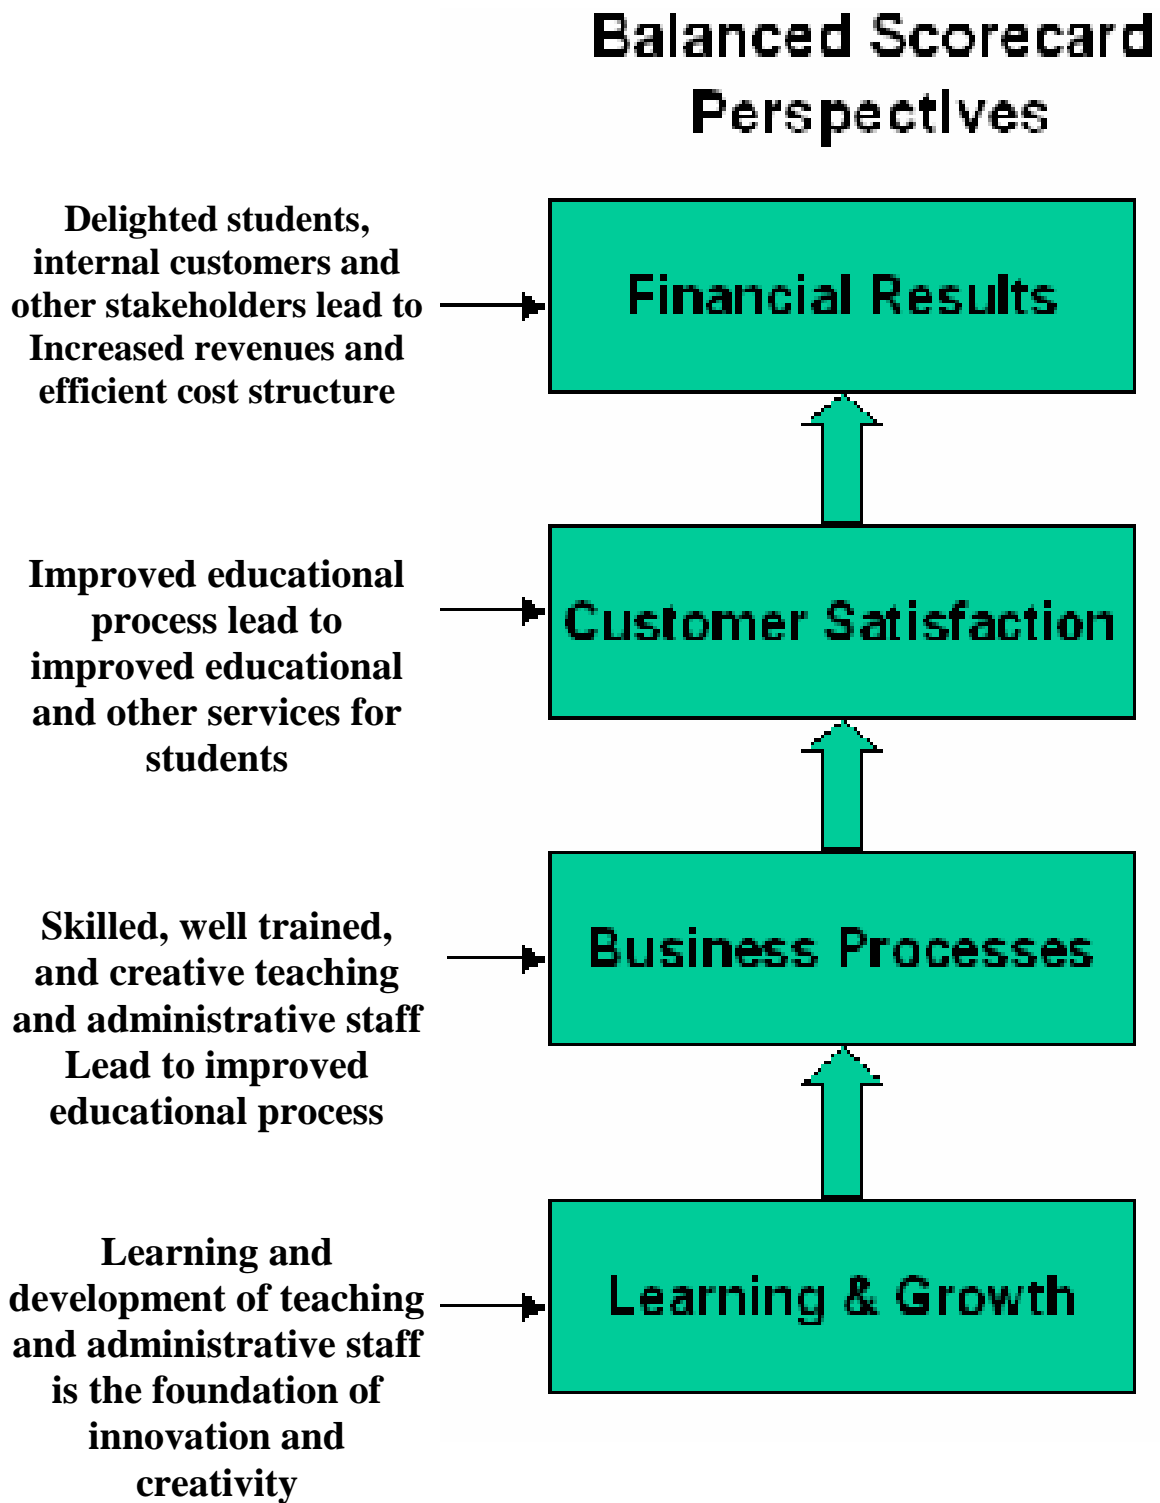 Balanced Scorecard
Perspectives
Delighted students,
internal customers and
other stakeholders lead to
Increased revenues and
efficient cost structure
Financial Results
Improved educational
process lead to
improved educational
and other services for
students
Customer Satisfaction
Skilled, well trained,
and creative teaching
and administrative staff
Lead to improved
educational process
Business Processes
Learning and
development of teaching
and administrative staff
is the foundation of
innovation and
creativity
Learning & Growth